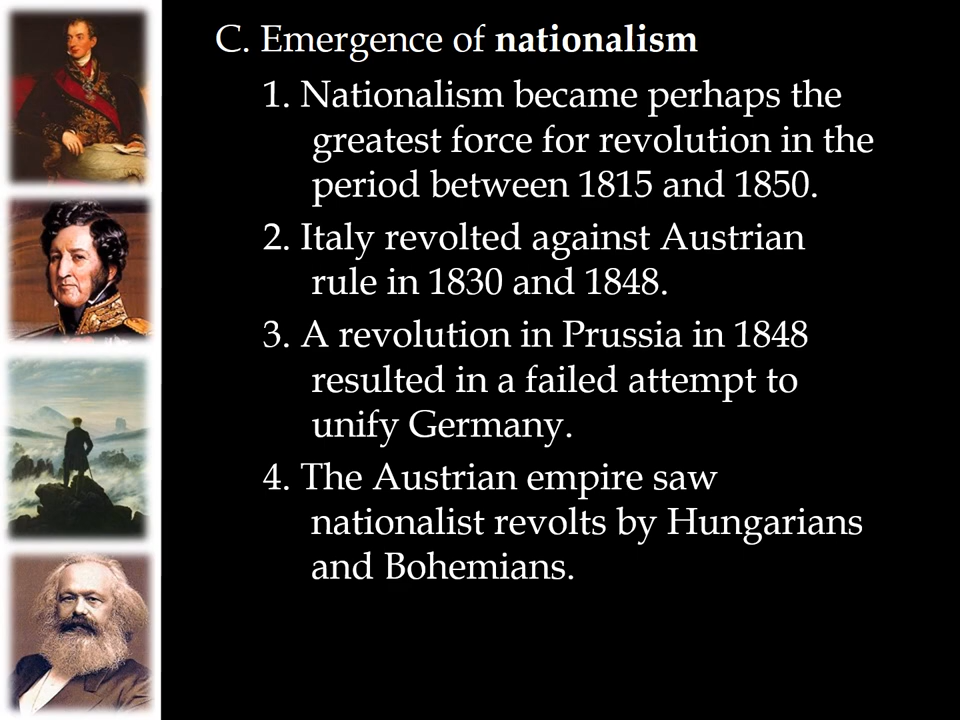 C. Emergence of nationalism
1. Nationalism became perhaps the
greatest force for revolution in the
period between 1815 and 1850.
2. Italy revolted against Austrian
rule in 1830 and 1848.
3. A revolution in Prussia in 1848
resulted in a failed attempt to
unify Germany.
4. The Austrian empire saw
nationalist revolts by Hungarians
and Bohemians.